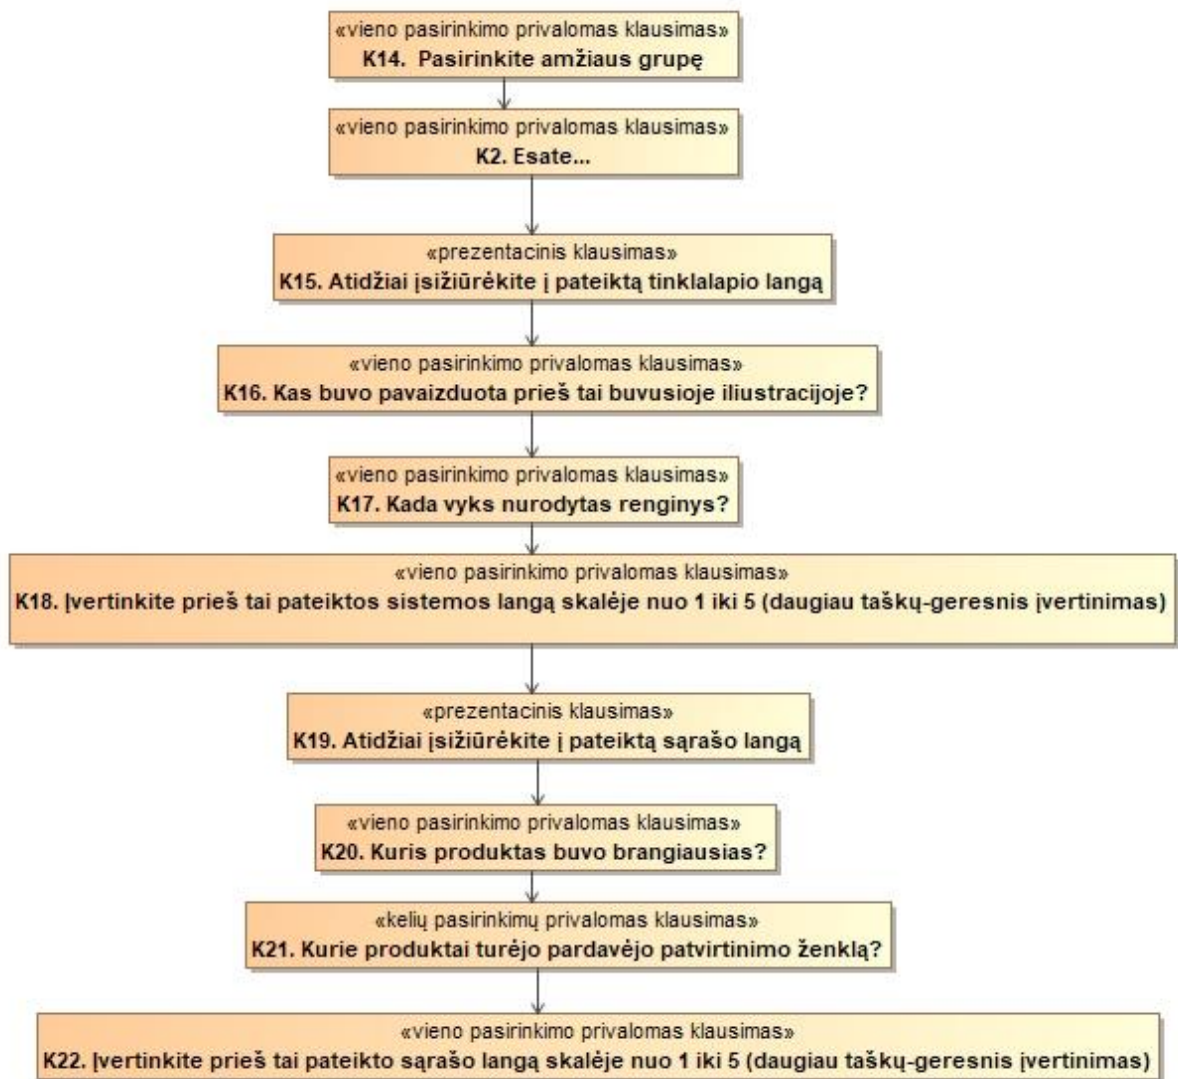 «vieno pasirinkimo privalomas klausimas»
K14.  Pasirinkite amžiaus grupę
«vieno pasirinkimo privalomas klausimas»
K2. Esate...
«prezentacinis klausimas»
K15. Atidžiai įsižiūrėkite į pateiktą tinklalapio langą
«vieno pasirinkimo privalomas klausimas»
K16. Kas buvo pavaizduota prieš tai buvusioje iliustracijoje?
«vieno pasirinkimo privalomas klausimas»
K17. Kada vyks nurodytas renginys?
«vieno pasirinkimo privalomas klausimas»
K18. Įvertinkite prieš tai pateiktos sistemos langą skalėje nuo 1 iki 5 (daugiau taškų-geresnis įvertinimas)
«prezentacinis klausimas»
K19. Atidžiai įsižiūrėkite į pateiktą sąrašo langą
«vieno pasirinkimo privalomas klausimas»
K20. Kuris produktas buvo brangiausias?
«kelių pasirinkimų privalomas klausimas»
K21. Kurie produktai turėjo pardavėjo patvirtinimo ženklą?
«vieno pasirinkimo privalomas klausimas»
K22. Įvertinkite prieš tai pateikto sąrašo langą skalėje nuo 1 iki 5 (daugiau taškų-geresnis įvertinimas)